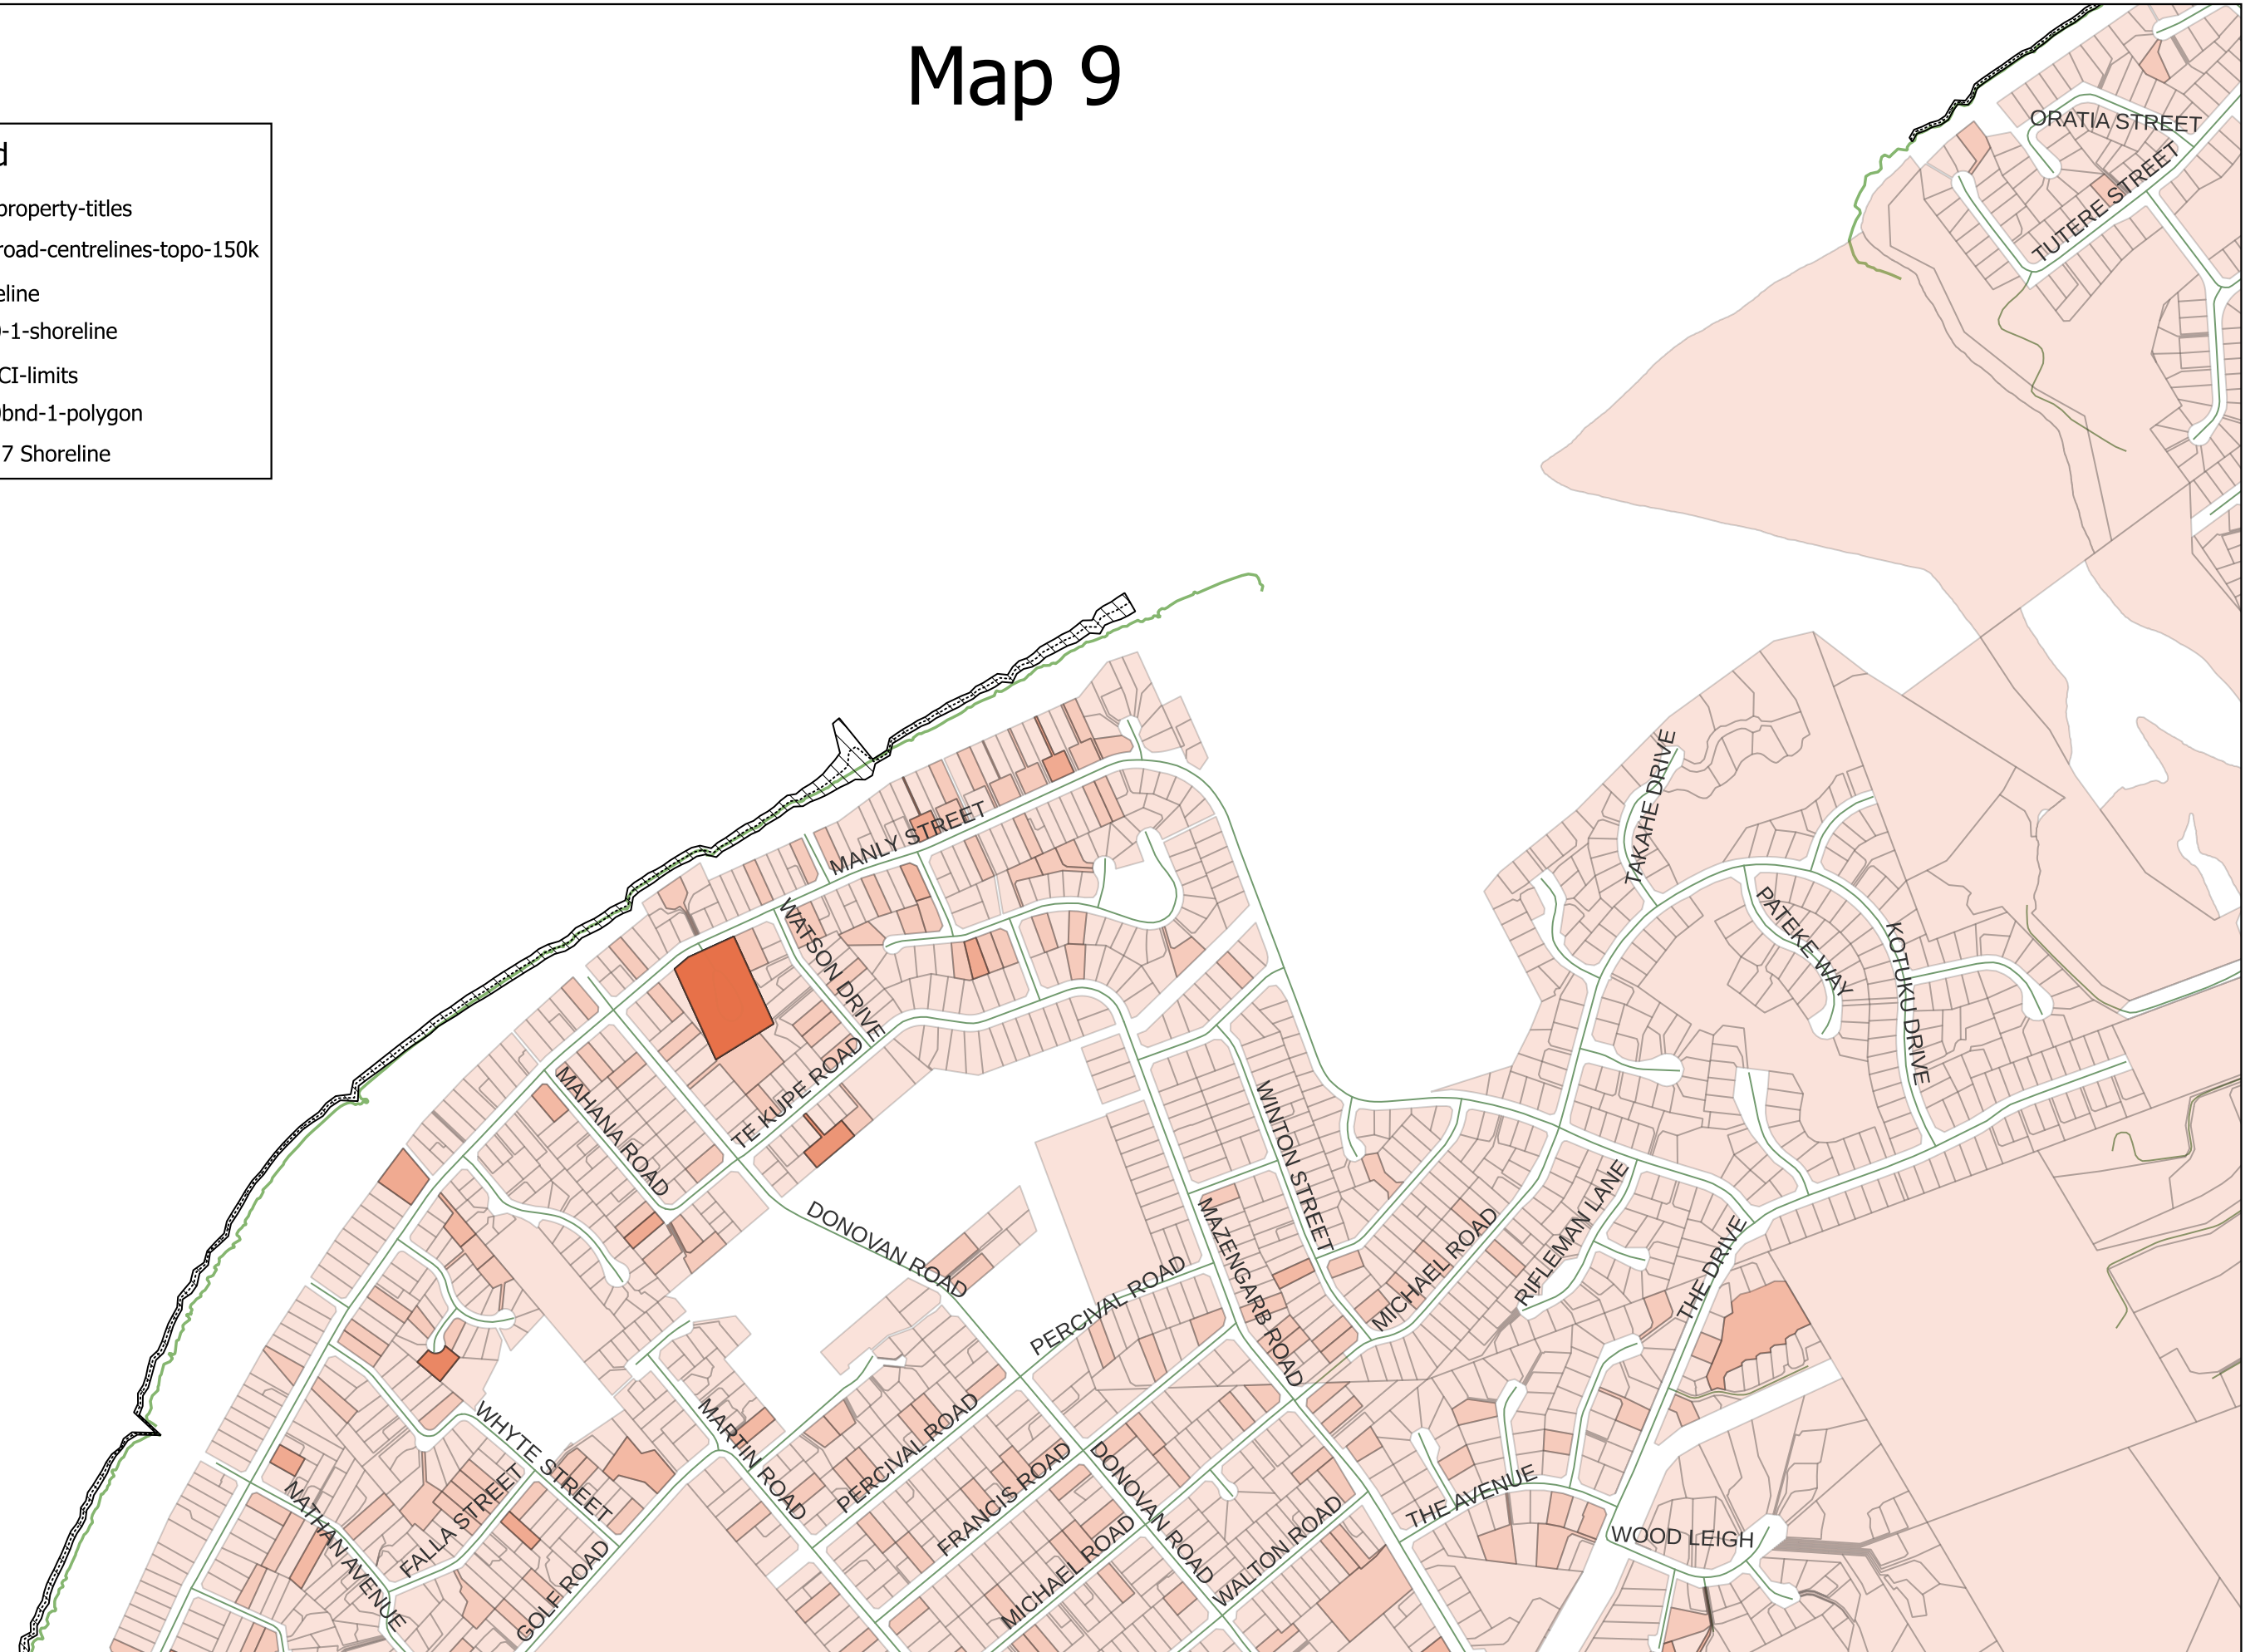 Map 9
d
property-titles
road-centrelines-topo-150k
eline
-1-shoreline
CI-limits
bnd-1-polygon
7 Shoreline
ORATIA STREET
TUTERE STREET
TAKAHE DRIVE
MANLY STREET
WATSON DRIVE
PATEKE WAY
KOTUKU DRIVE
MAHANA ROAD
TE KUPE ROAD
WINTON STREET
DONOVAN ROAD
MAZENGARB ROAD
RIFLEMAN LANE
MICHAEL ROAD
THE DRIVE
PERCIVAL ROAD
WHYTE STREET
MARTIN ROAD
PERCIVAL ROAD
FRANCIS ROAD
DONOVAN ROAD
NATHAN AVENUE
FALLA STREET
GOLF ROAD
MICHAEL ROAD
WALTON ROAD
THE AVENUE
WOOD LEIGH